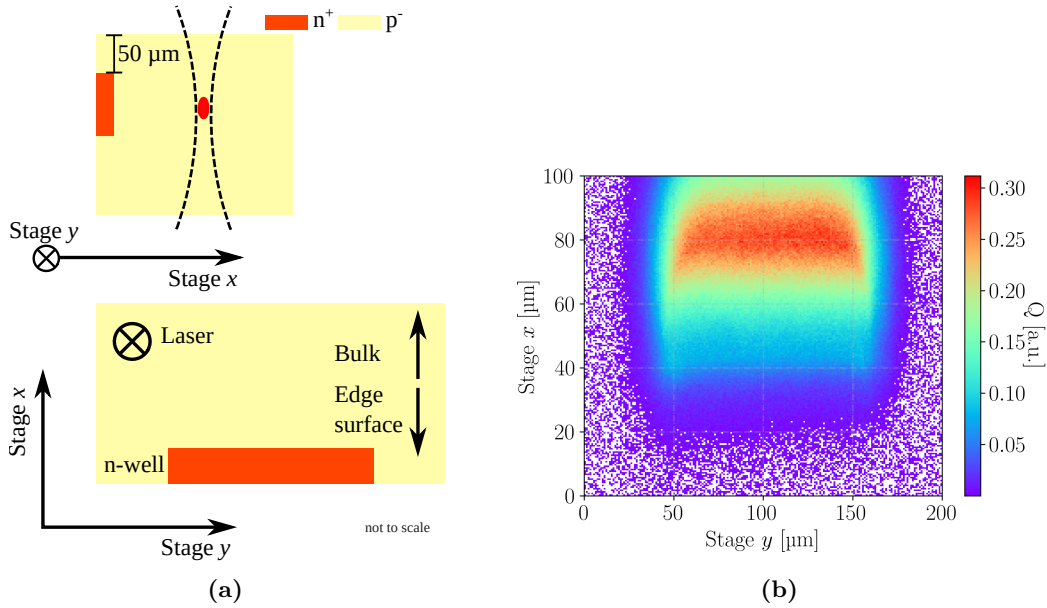 n+ p-
50 µm
Stage y
Stage x
Laser
Bulk
Edge
surface
n-well
Stage x
Stage y
not to scale
(a)
100
80
60
40
20
0
Stage x [µm]
0 50 100 150 200
Stage y [µm]
0.30
0.25
0.20
0.15
0.10
0.05
Q [a.u.]
(b)